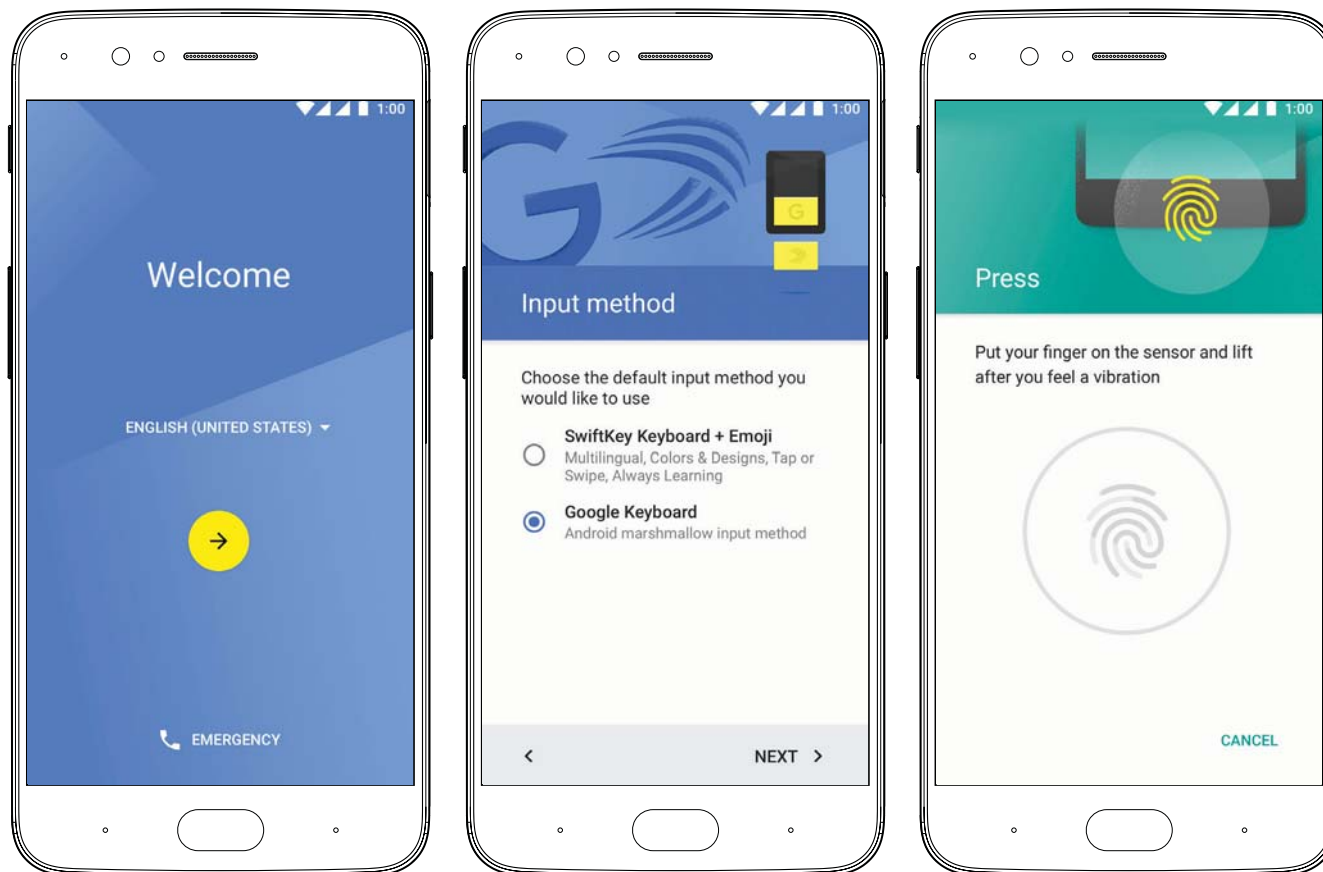 1:00
Welcome
ENGLISH (UNITED STATES)
EMERGENCY
1:00
G
G
Input method
Choose the default input method you
would like to use
SwiftKey Keyboard + Emoji
Multilingual, Colors & Designs, Tap or
Swipe, Always Learning
Google Keyboard
Android marshmallow input method
NEXT
1:00
Press
Put your finger on the sensor and lift
after you feel a vibration
CANCEL